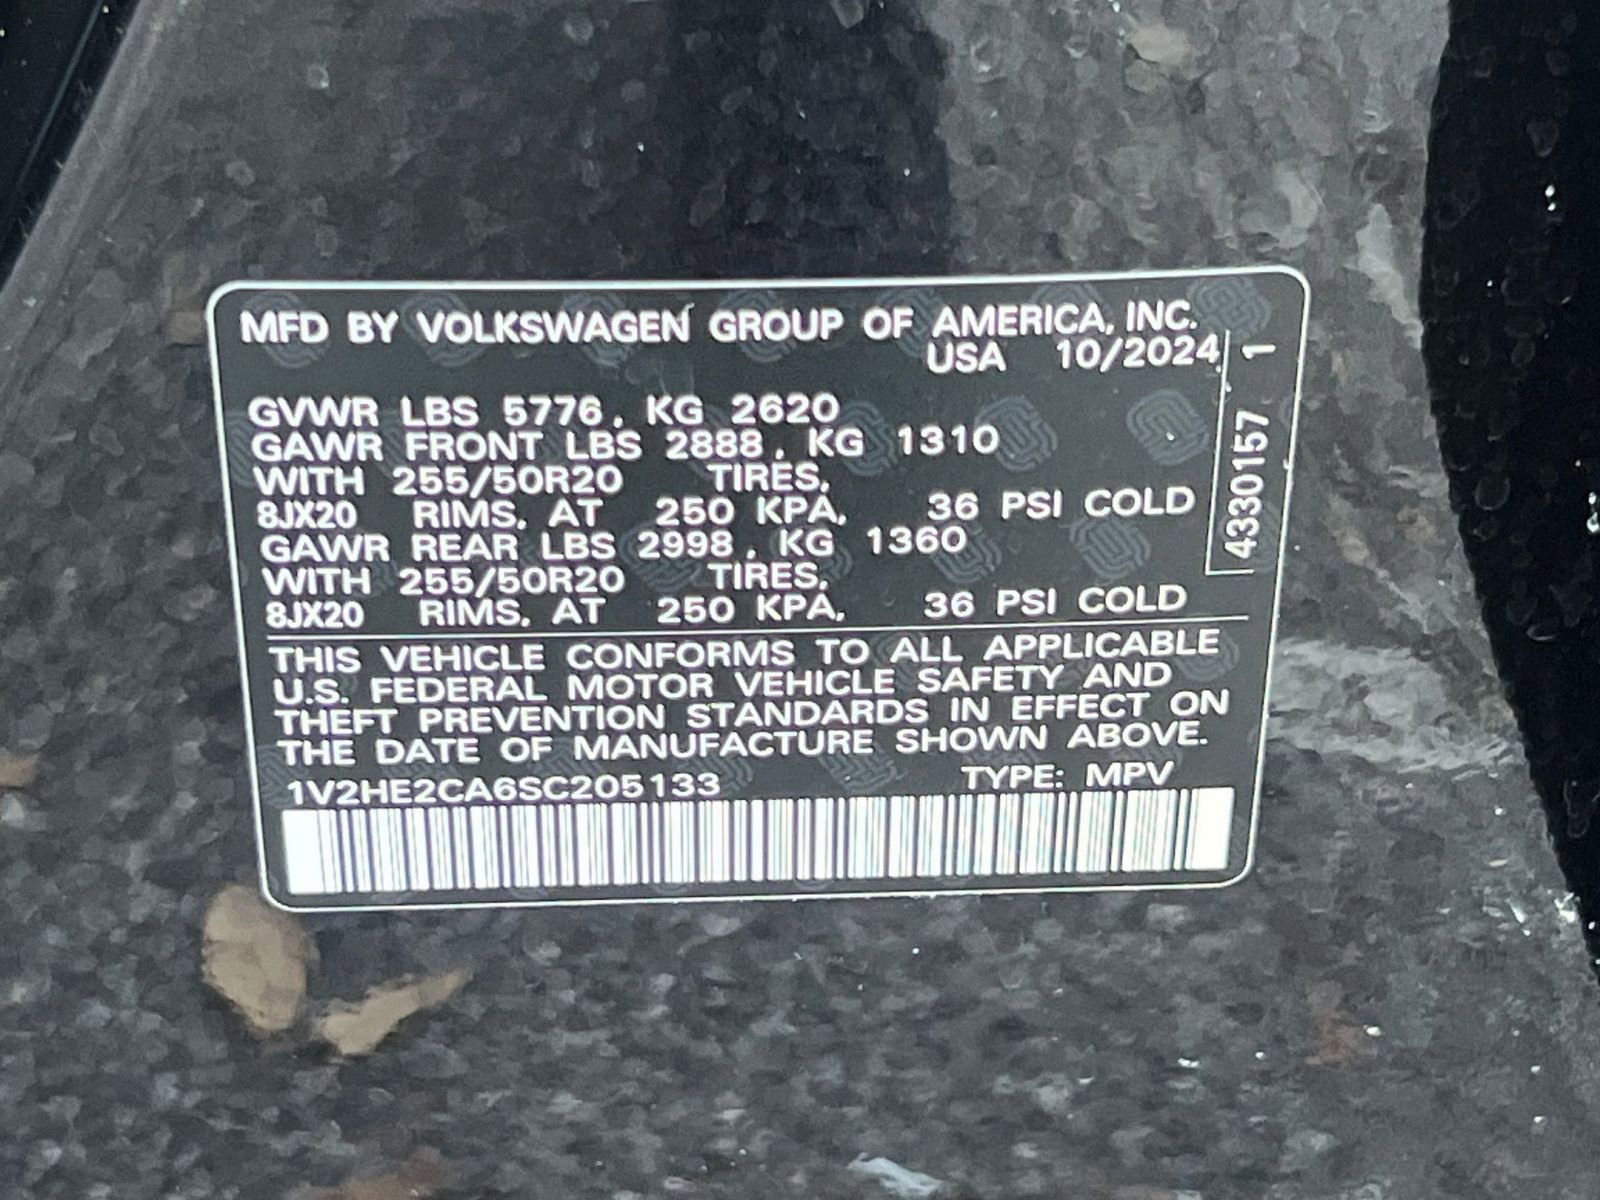 MFD BY VOLKSWAGEN GROUP OF AMERICA, INC.
USA 10/2024
GVWR LBS 5776, KG 2620
GAWR FRONT LBS 2888, KG 1310
WITH 255/50R20 TIRES,
8JX20 RIMS, AT 250 KPA, 36 PSI COLD
GAWR REAR LBS 2998, KG 1360
WITH 255/50R20 TIRES,
8JX20 RIMS, AT 250 KPA, 36 PSI COLD
4330157 1
THIS VEHICLE CONFORMS TO ALL APPLICABLE
U.S. FEDERAL MOTOR VEHICLE SAFETY AND
THEFT PREVENTION STANDARDS IN EFFECT ON
THE DATE OF MANUFACTURE SHOWN ABOVE.
1V2HE2CA6SC205133 TYPE: MPV